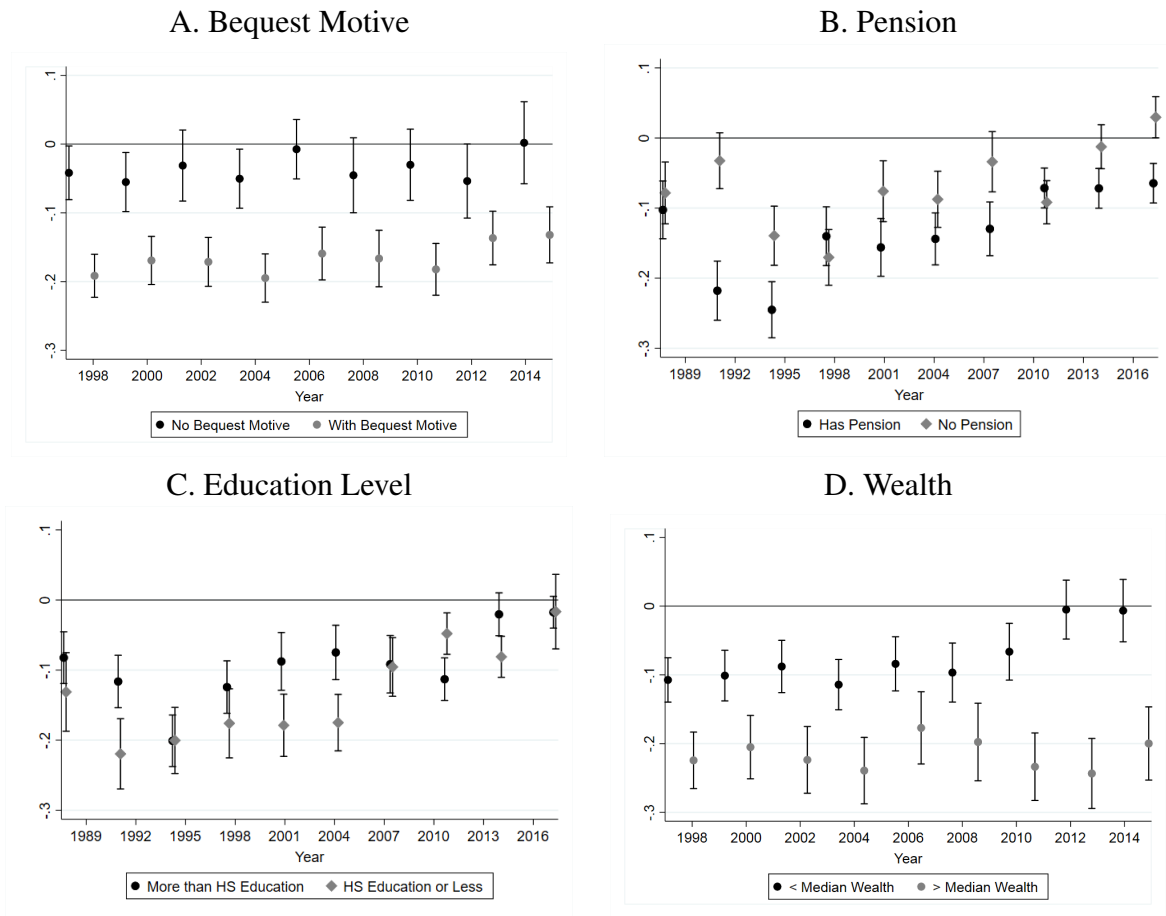 A. Bequest Motive
.1
0
-.1
-.2
-.3
1998 2000 2002 2004 2006 2008 2010 2012 2014
Year
No Bequest Motive With Bequest Motive
B. Pension
.1
0
-.1
-.2
-.3
1989 1992 1995 1998 2001 2004 2007 2010 2013 2016
Year
Has Pension No Pension
C. Education Level
.1
0
-.1
-.2
-.3
1989 1992 1995 1998 2001 2004 2007 2010 2013 2016
Year
More than HS Education HS Education or Less
D. Wealth
.1
0
-.1
-.2
-.3
1998 2000 2002 2004 2006 2008 2010 2012 2014
Year
< Median Wealth > Median Wealth